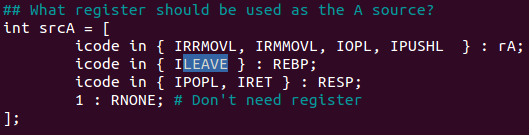 ## What register should be used as the A source?
int srcA = [
icode in { IRRMOVL, IRMMOVL, IOPL, IPUSHL  } : rA;
icode in { ILEAVE } : REBP;
icode in { IPOPL, IRET } : RESP;
1 : RNONE; # Don't need register
];